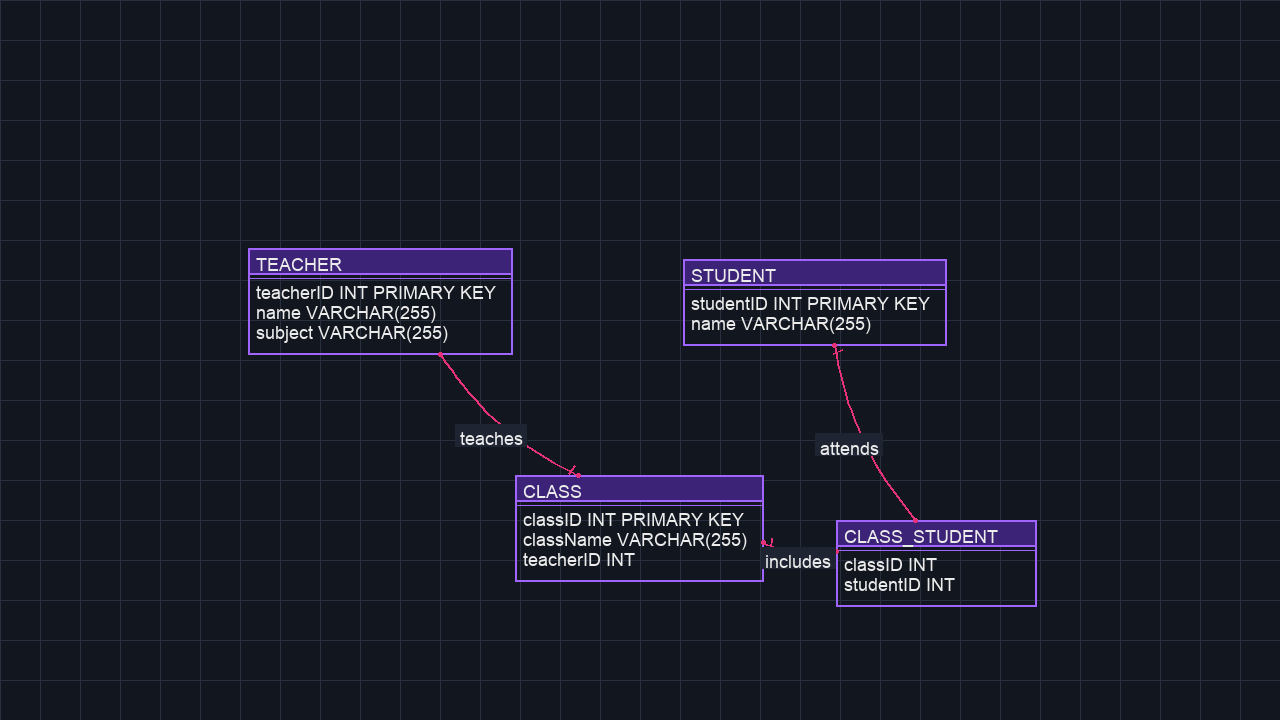 TEACHER
teacherID INT PRIMARY KEY
name VARCHAR(255)
subject VARCHAR(255)
STUDENT
studentID INT PRIMARY KEY
name VARCHAR(255)
teaches
attends
CLASS
classID INT PRIMARY KEY
className VARCHAR(255)
teacherID INT
includes
CLASS_STUDENT
classID INT
studentID INT